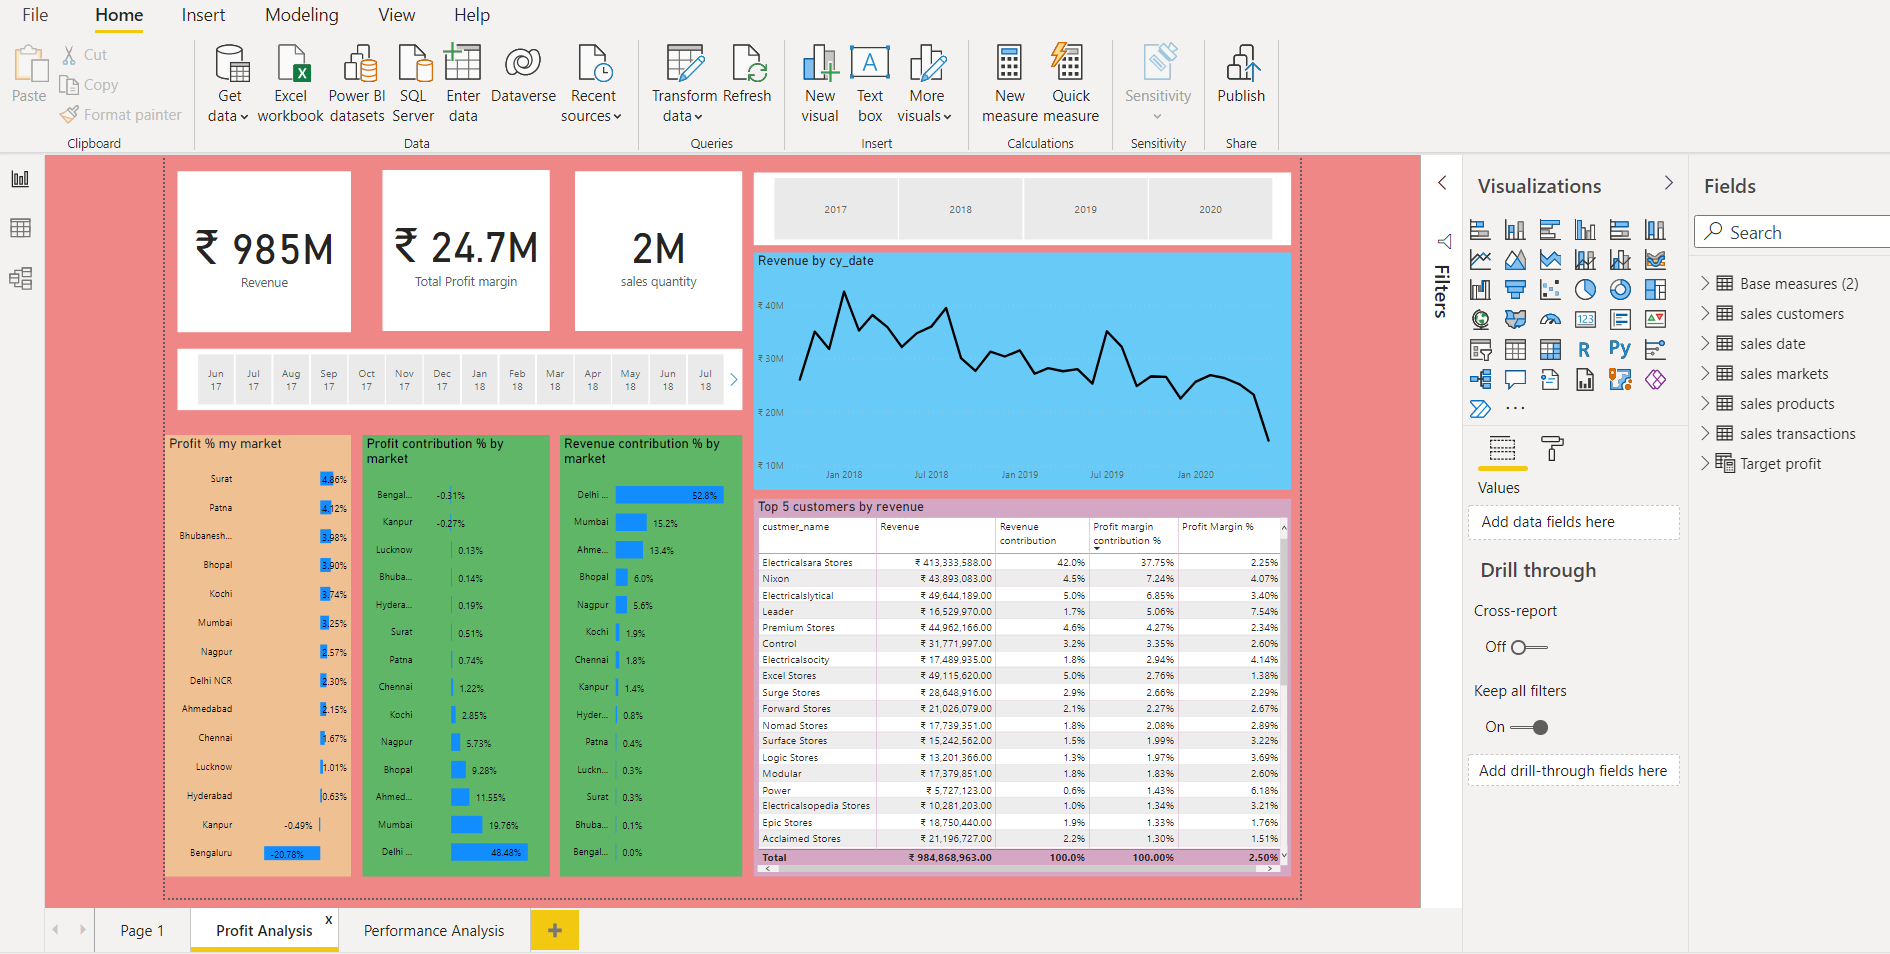 File Home Insert Modeling View Help
Paste
Cut
Copy
Format painter
Clipboard
Get data
Excel workbook
Power BI datasets
SQL Server
Enter data
Dataverse
Recent sources
Data
Transform data
Refresh
Queries
New visual
A
Text box
More visuals
Insert
New measure
Quick measure
Calculations
Sensitivity
Sensitivity
Publish
Share
₹ 985M
Revenue
₹ 24.7M
Total Profit margin
2M
sales quantity
2017 2018 2019 2020
Jun 17 Jul 17 Aug 17 Sep 17 Oct 17 Nov 17 Dec 17 Jan 18 Feb 18 Mar 18 Apr 18 May 18 Jun 18 Jul 18
Revenue by cy_date
₹ 40M
₹ 30M
₹ 20M
₹ 10M
Jan 2018 Jul 2018 Jan 2019 Jul 2019 Jan 2020
Profit % my market
Surat 4.86%
Patna 4.12%
Bhubanesh... 3.98%
Bhopal 3.90%
Kochi 3.74%
Mumbai 3.25%
Nagpur 2.57%
Delhi NCR 2.30%
Ahmedabad 2.15%
Chennai 1.67%
Lucknow 1.01%
Hyderabad 0.63%
Kanpur -0.49%
Bengaluru -20.78%
Profit contribution % by
market
Bengal... -0.31%
Kanpur -0.27%
Lucknow 0.13%
Bhuba... 0.14%
Hydera... 0.19%
Surat 0.51%
Patna 0.74%
Chennai 1.22%
Kochi 2.85%
Nagpur 5.73%
Bhopal 9.28%
Ahmed... 11.55%
Mumbai 19.76%
Delhi ... 48.48%
Revenue contribution % by
market
Delhi ... 52.8%
Mumbai 15.2%
Ahme... 13.4%
Bhopal 6.0%
Nagpur 5.6%
Kochi 1.9%
Chennai 1.8%
Kanpur 1.4%
Hyder... 0.8%
Patna 0.4%
Luckn... 0.3%
Surat 0.3%
Bhuba... 0.1%
Bengal... 0.0%
Top 5 customers by revenue
custmer_name Revenue Revenue contribution Profit margin contribution % Profit Margin %
Electricalsara Stores ₹ 413,333,588.00 42.0% 37.75% 2.25%
Nixon ₹ 43,893,083.00 4.5% 7.24% 4.07%
Electricalslytical ₹ 49,644,189.00 5.0% 6.85% 3.40%
Leader ₹ 16,529,970.00 1.7% 5.06% 7.54%
Premium Stores ₹ 44,962,166.00 4.6% 4.27% 2.34%
Control ₹ 31,771,997.00 3.2% 3.35% 2.60%
Electricalsocity ₹ 17,489,935.00 1.8% 2.94% 4.14%
Excel Stores ₹ 49,115,620.00 5.0% 2.76% 1.38%
Surge Stores ₹ 28,648,916.00 2.9% 2.66% 2.29%
Forward Stores ₹ 21,026,079.00 2.1% 2.27% 2.67%
Nomad Stores ₹ 17,739,351.00 1.8% 2.08% 2.89%
Surface Stores ₹ 15,242,562.00 1.5% 1.99% 3.22%
Logic Stores ₹ 13,201,366.00 1.3% 1.97% 3.69%
Modular ₹ 17,379,851.00 1.8% 1.83% 2.60%
Power ₹ 5,727,123.00 0.6% 1.43% 6.18%
Electricalsopedia Stores ₹ 10,281,203.00 1.0% 1.34% 3.21%
Epic Stores ₹ 18,750,440.00 1.9% 1.33% 1.76%
Acclaimed Stores ₹ 21,196,727.00 2.2% 1.30% 1.51%
Total ₹ 984,868,963.00 100.0% 100.00% 2.50%
Filters
Visualizations
123
R Py
...
Values
Add data fields here
Drill through
Cross-report
Off
Keep all filters
On
Add drill-through fields here
Fields
Search
Base measures (2)
sales customers
sales date
sales markets
sales products
sales transactions
Target profit
Page 1 Profit Analysis x Performance Analysis +